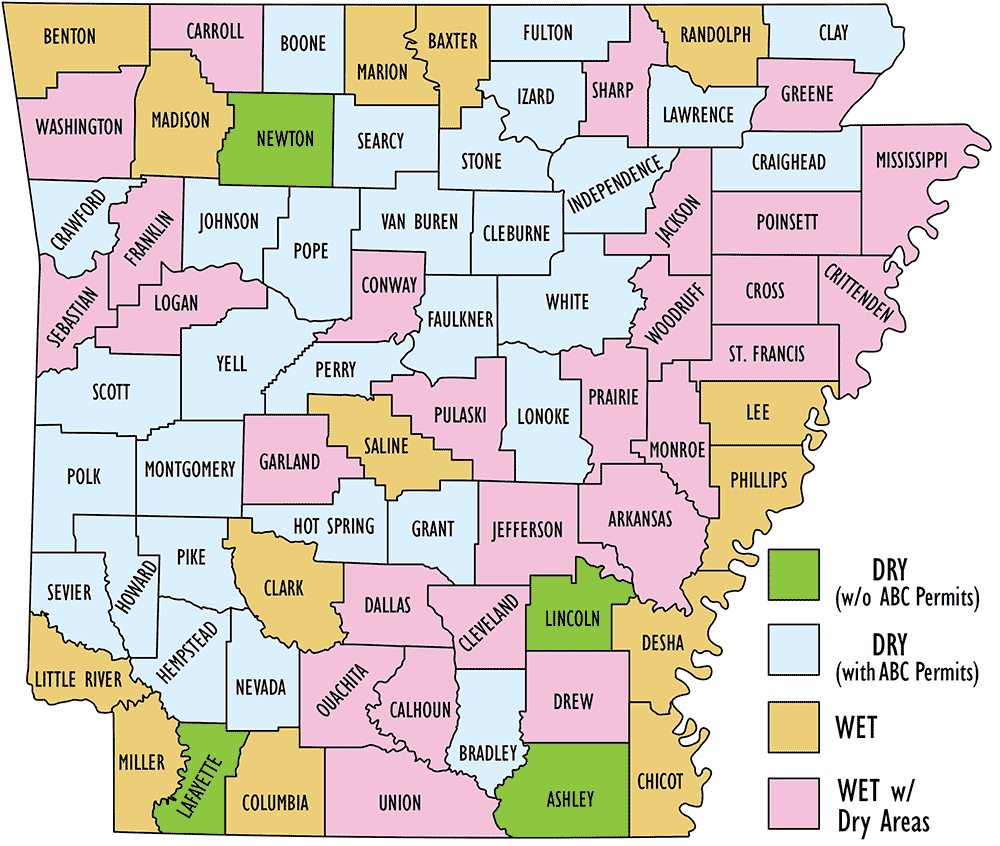 BENTON
CARROLL
BOONE
MARION
BAXTER
FULTON
RANDOLPH
CLAY
WASHINGTON
MADISON
NEWTON
SEARCY
STONE
IZARD
SHARP
LAWRENCE
GREENE
CRAWFORD
FRANKLIN
JOHNSON
POPE
VAN BUREN
CLEBURNE
INDEPENDENCE
JACKSON
CRAIGHEAD
MISSISSIPPI
POINSETT
SEBASTIAN
LOGAN
CONWAY
FAULKNER
WHITE
WOODRUFF
CROSS
CRITTENDEN
SCOTT
YELL
PERRY
PULASKI
LONOKE
PRAIRIE
ST. FRANCIS
POLK
MONTGOMERY
GARLAND
SALINE
MONROE
LEE
PHILLIPS
HOT SPRING
GRANT
JEFFERSON
ARKANSAS
SEVIER
HOWARD
PIKE
CLARK
DALLAS
CLEVELAND
LINCOLN
DESHA
LITTLE RIVER
HEMPSTEAD
NEVADA
OUACHITA
CALHOUN
BRADLEY
DREW
MILLER
LAFAYETTE
COLUMBIA
UNION
ASHLEY
CHICOT
DRY
(w/o ABC Permits)
DRY
(with ABC Permits)
WET
WET w/
Dry Areas